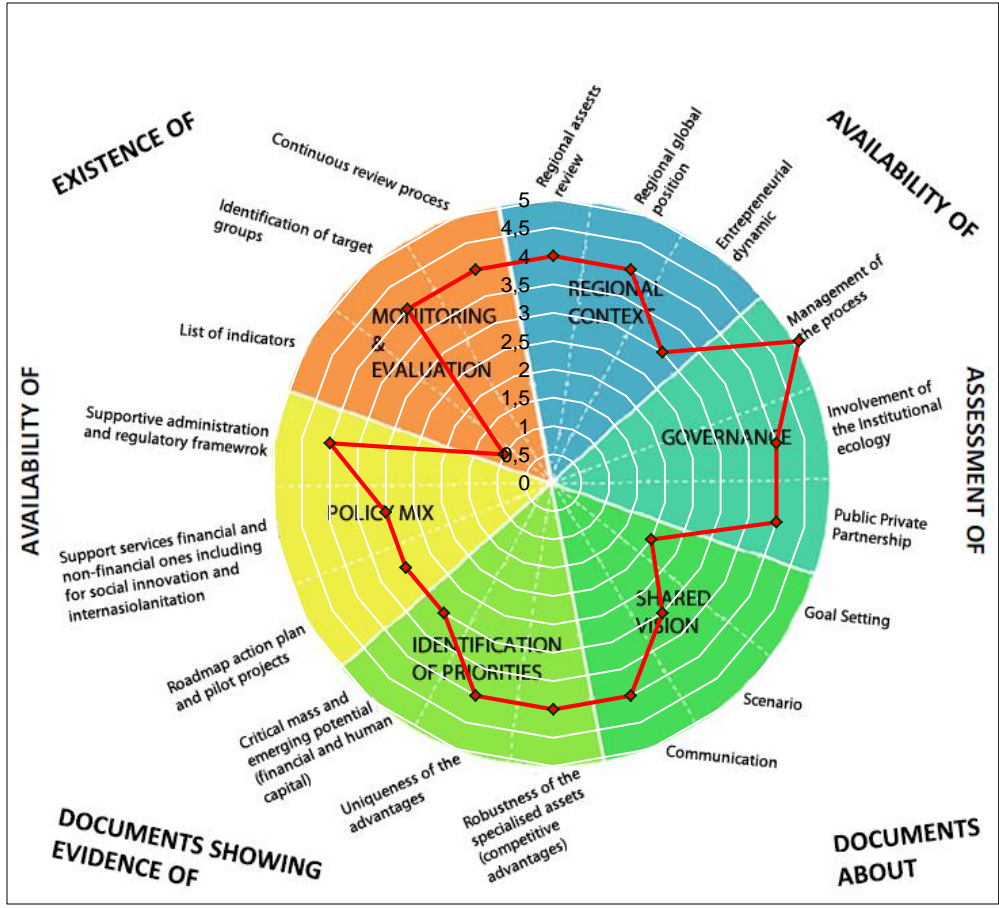 EXISTENCE OF
Continuous review process
Identification of target
groups
List of indicators
AVAILABILITY OF
Supportive administration
and regulatory framewrok
Support services financial and
non-financial ones including
for social innovation and
internasiolanitation
Roadmap action plan
and pilot projects
Critical mass and
emerging potential
(financial and human
capital)
Uniqueness of the
advantages
Robustness of the
specialised assets
(competitive
advantages)
DOCUMENTS SHOWING
EVIDENCE OF
Regional assests
review
Regional global
position
Entrepreneurial
dynamic
AVAILABILITY OF
Management of
the process
Involvement of
the Institutional
ecology
Public Private
Partnership
ASSESSMENT OF
Goal Setting
Scenario
Communication
DOCUMENTS
ABOUT
5
4,5
4
3,5
3
2,5
2
1,5
1
0,5
0
MONITORING
&
EVALUATION
REGIONAL
CONTEXT
GOVERNANCE
SHARED
VISION
IDENTIFICATION
OF PRIORITIES
POLICY MIX